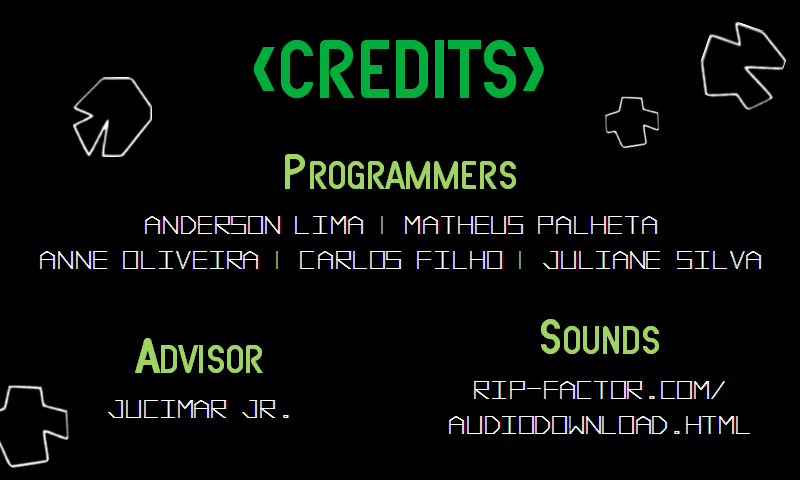 <CREDITS>
PROGRAMMERS
ANDERSON LIMA | MATHEUS PALHETA
ANNE OLIVEIRA | CARLOS FILHO | JULIANE SILVA
ADVISOR
JUCIMAR JR.
SOUNDS
RIP-FACTOR.COM/
AUDIODOWNLOAD.HTML